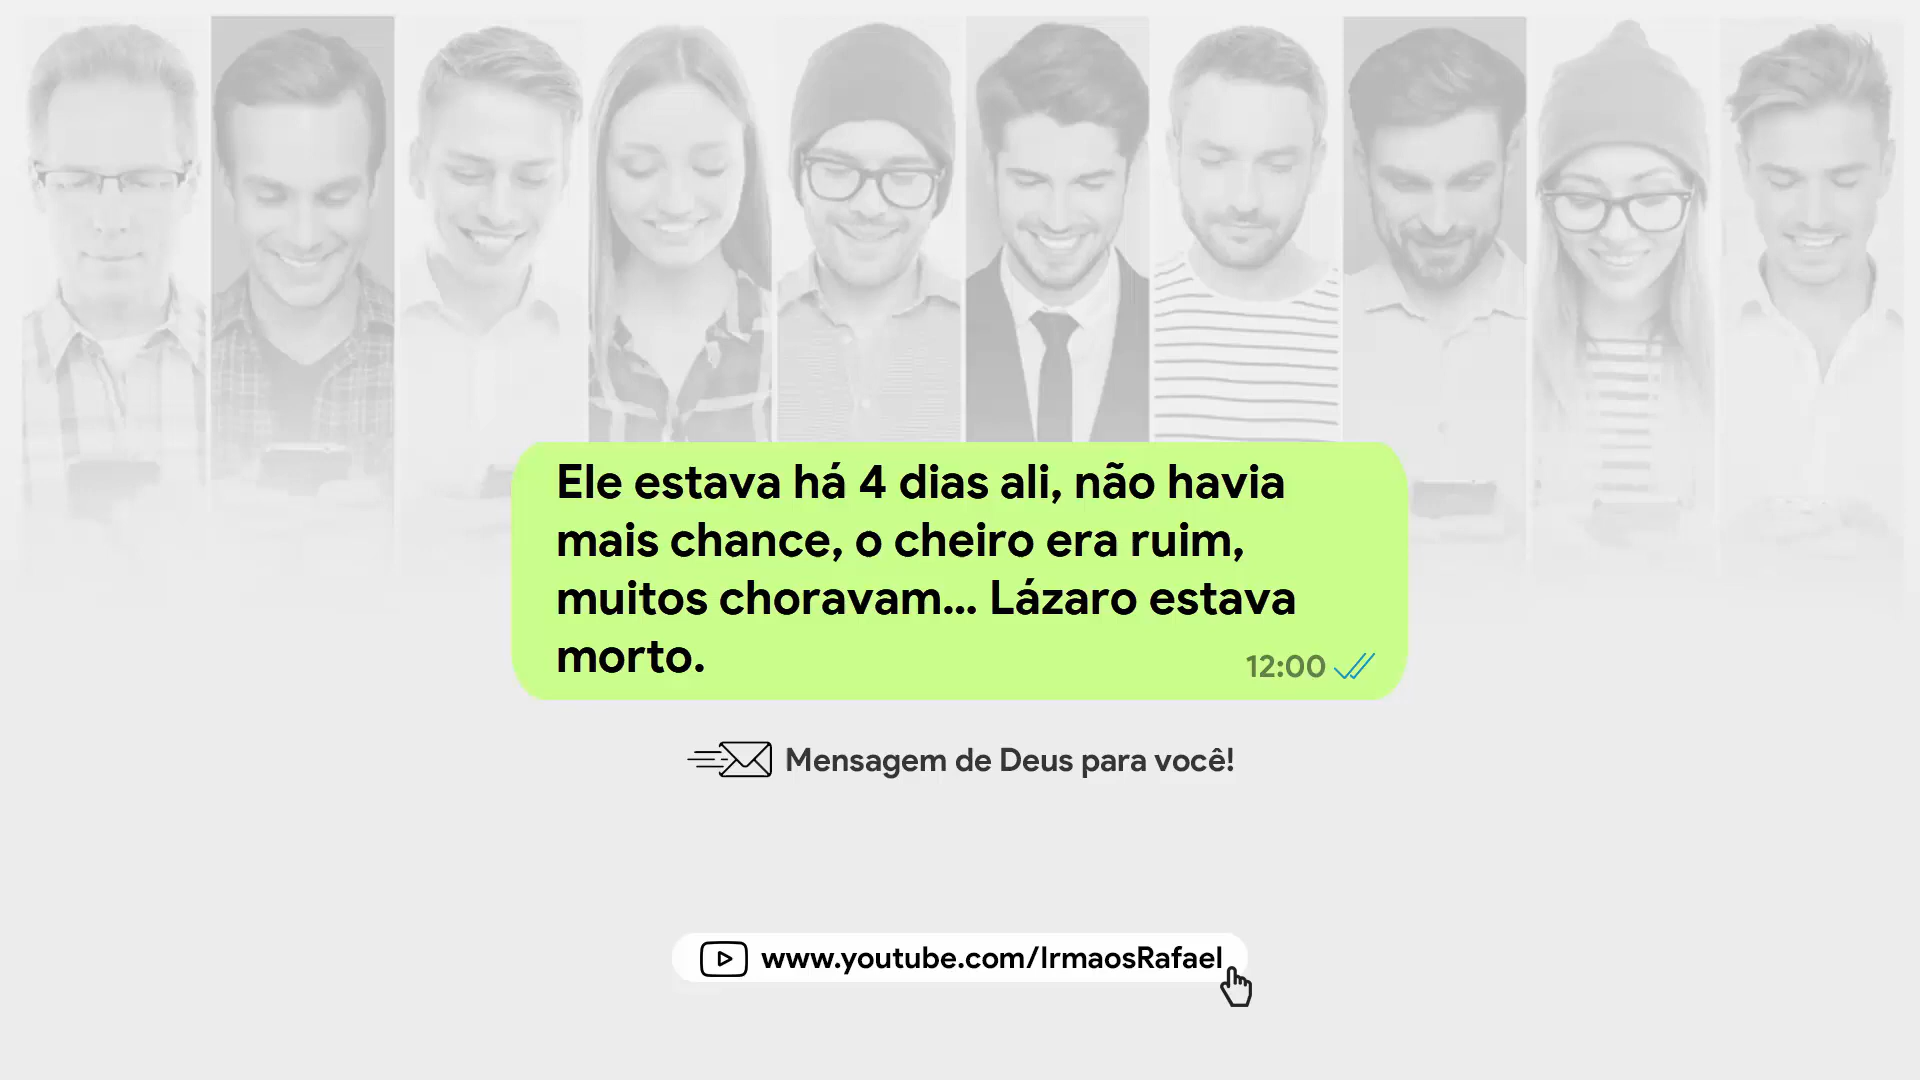 Ele estava há 4 dias ali, não havia
mais chance, o cheiro era ruim,
muitos choravam... Lázaro estava
morto.
12:00
Mensagem de Deus para você!
www.youtube.com/IrmaosRafael